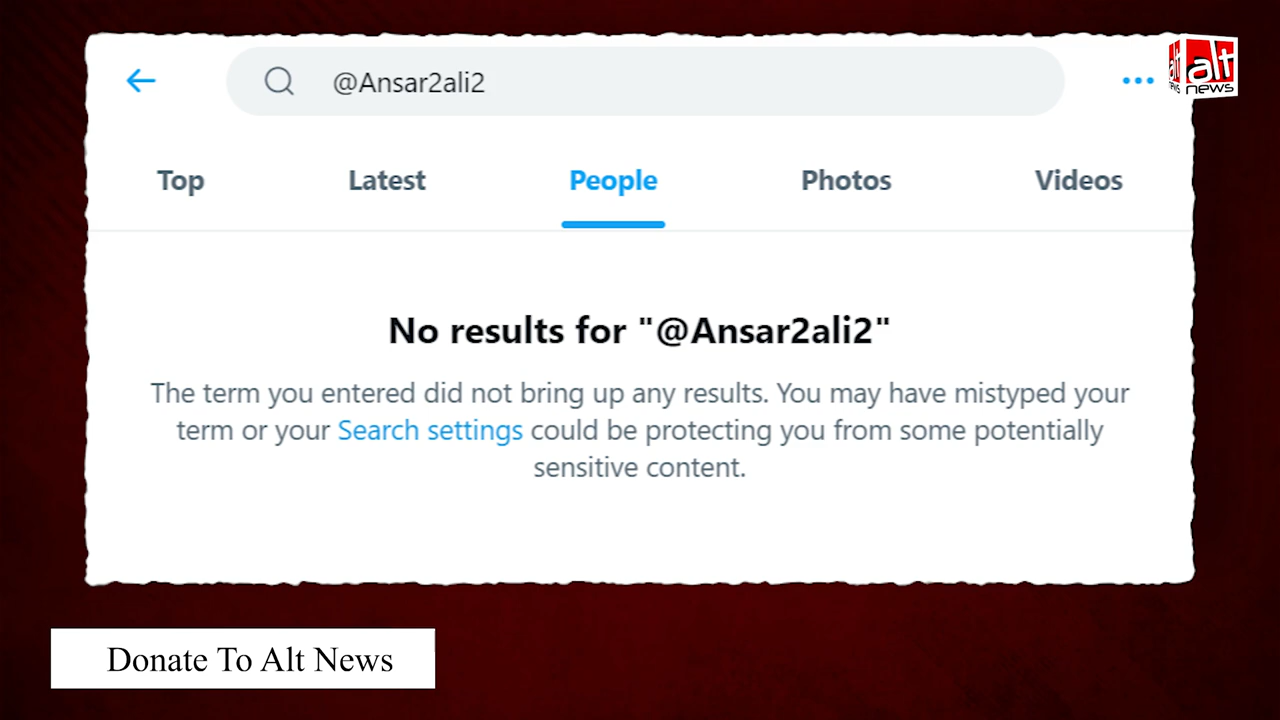 @Ansar2ali2
alt
news
Top Latest People Photos Videos
No results for "@Ansar2ali2"
The term you entered did not bring up any results. You may have mistyped your
term or your Search settings could be protecting you from some potentially
sensitive content.
Donate To Alt News